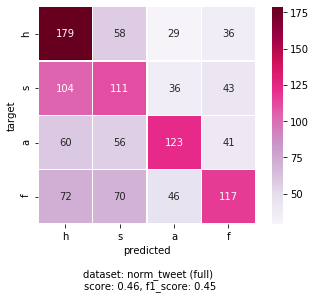 h 179 58 29 36
s 104 111 36 43
a 60 56 123 41
f 72 70 46 117
h s a f
target
predicted
175
150
125
100
75
50
dataset: norm_tweet (full)
score: 0.46, f1_score: 0.45